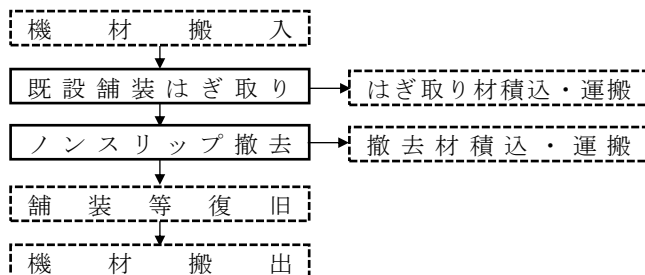 機材搬入
既設舗装はぎ取り
はぎ取り材積込・運搬
ノンスリップ撤去
撤去材積込・運搬
舗装等復旧
機材搬出